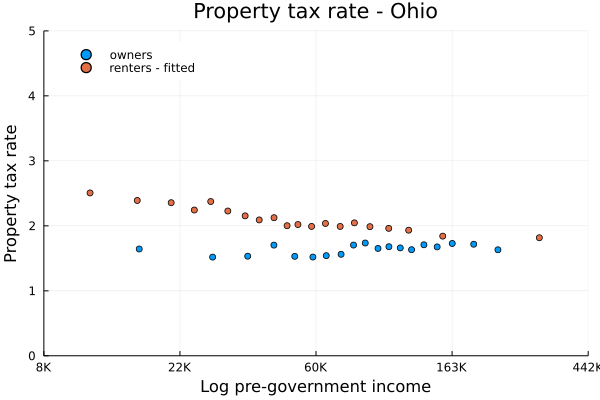 Property tax rate - Ohio
5
owners
renters - fitted
4
3
2
1
0
Property tax rate
8K 22K 60K 163K 442K
Log pre-government income